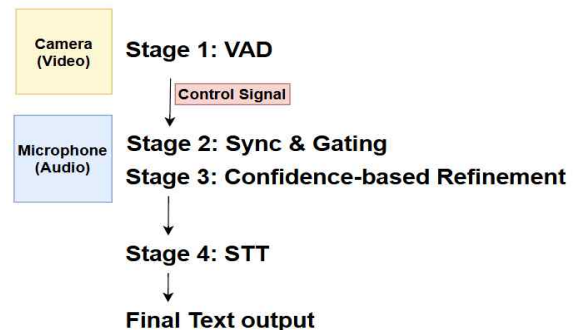 Camera
(Video)
Stage 1: VAD
Control Signal
Microphone
(Audio)
Stage 2: Sync & Gating
Stage 3: Confidence-based Refinement
Stage 4: STT
Final Text output